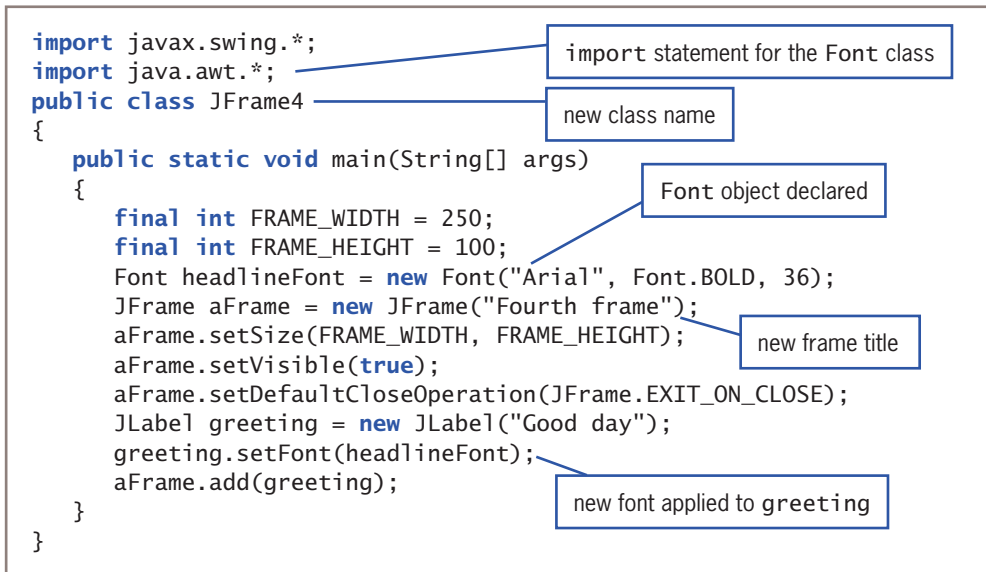 import javax.swing.*;
import java.awt.*;
import statement for the Font class
public class JFrame4
new class name
{
   public static void main(String[] args)
   {
Font object declared
      final int FRAME_WIDTH = 250;
      final int FRAME_HEIGHT = 100;
      Font headlineFont = new Font("Arial", Font.BOLD, 36);
      JFrame aFrame = new JFrame("Fourth frame");
new frame title
      aFrame.setSize(FRAME_WIDTH, FRAME_HEIGHT);
      aFrame.setVisible(true);
      aFrame.setDefaultCloseOperation(JFrame.EXIT_ON_CLOSE);
      JLabel greeting = new JLabel("Good day");
      greeting.setFont(headlineFont);
new font applied to greeting
      aFrame.add(greeting);
   }
}